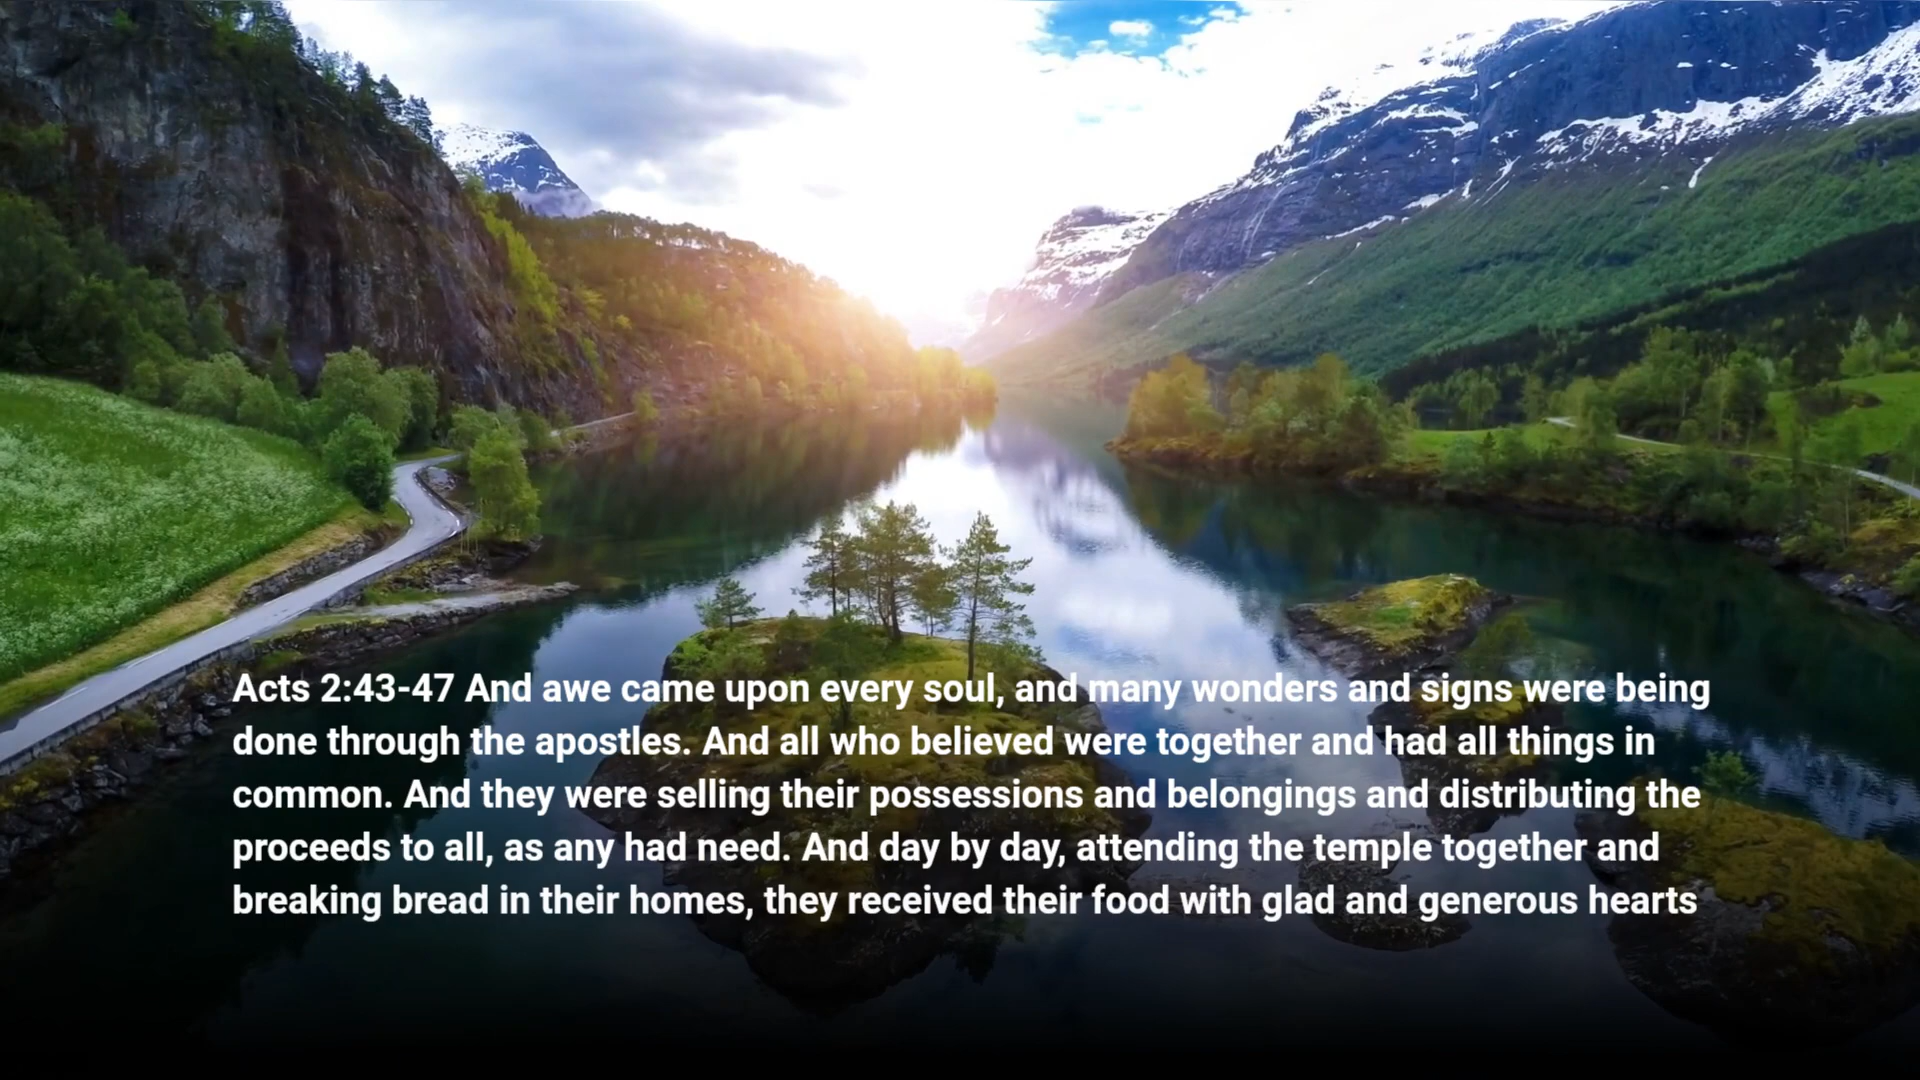 Acts 2:43-47 And awe came upon every soul, and many wonders and signs were being
done through the apostles. And all who believed were together and had all things in
common. And they were selling their possessions and belongings and distributing the
proceeds to all, as any had need. And day by day, attending the temple together and
breaking bread in their homes, they received their food with glad and generous hearts